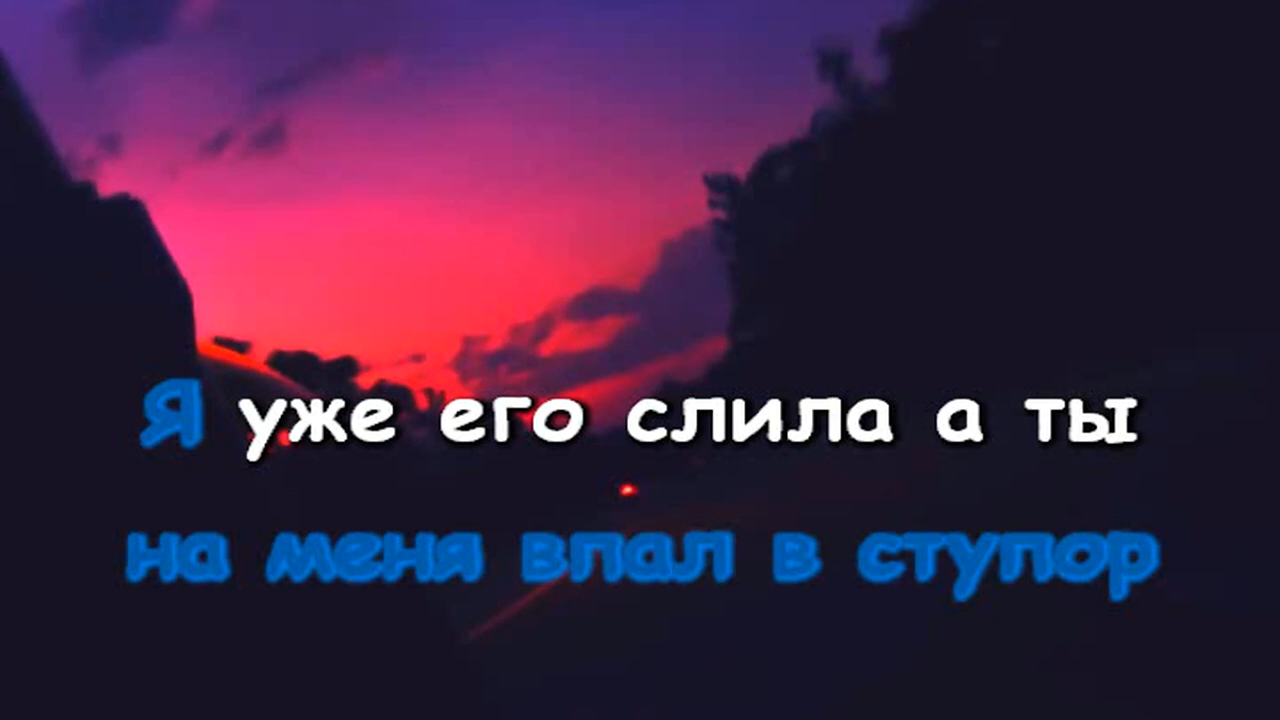 Я уже его слила а ты
на меня впал в ступор